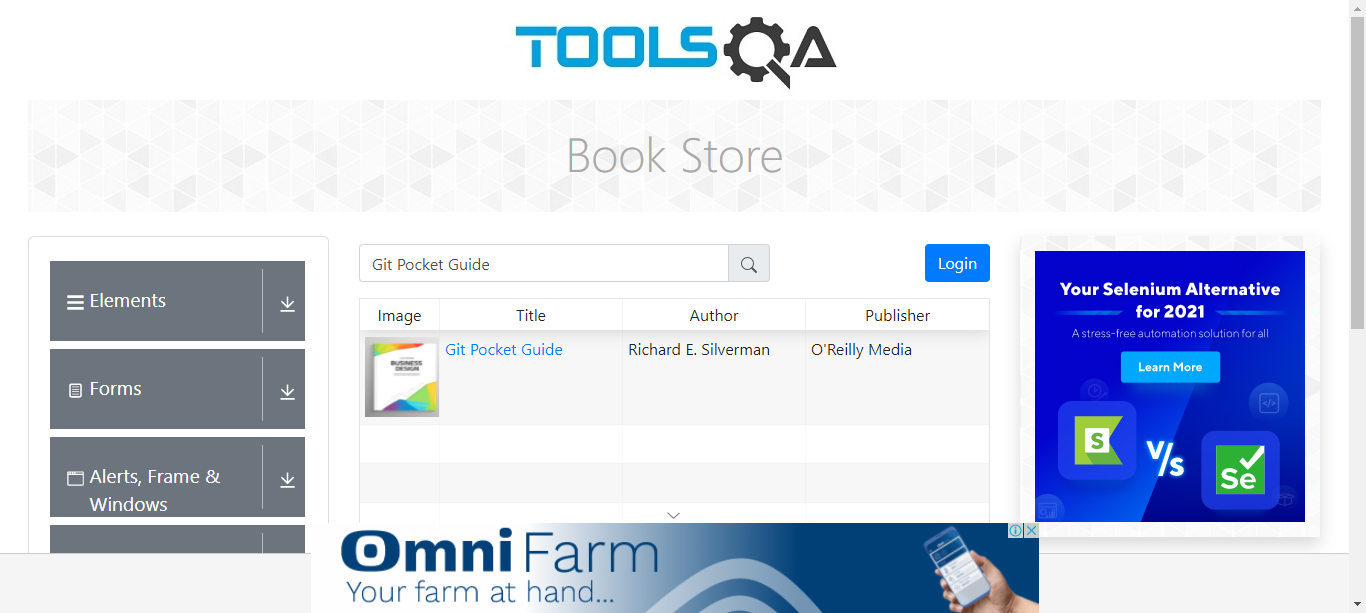 TOOLSQA
Book Store
Elements
Forms
Alerts, Frame &
Windows
Git Pocket Guide
Login
Image Title Author Publisher
BUSINESS
DESIGN
Git Pocket Guide Richard E. Silverman O'Reilly Media
Your Selenium Alternative
for 2021
A stress-free automation solution for all
Learn More
S
V/s
Se
Omni Farm
Your farm at hand...